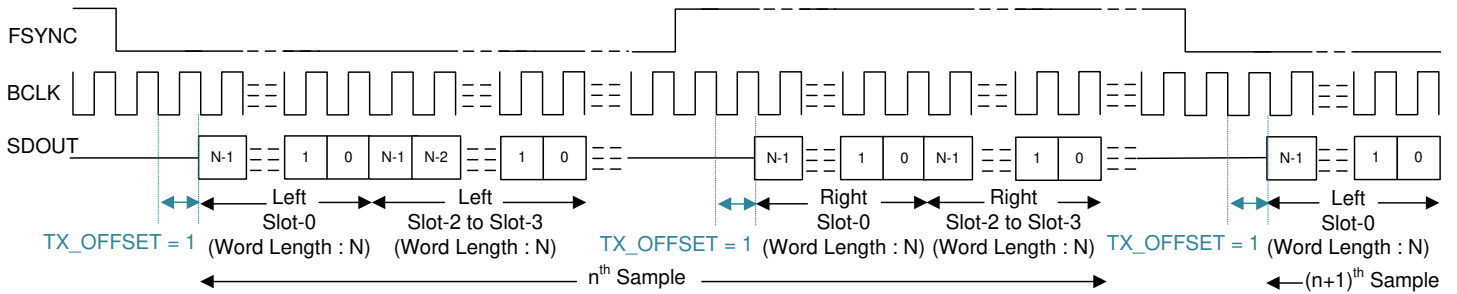 FSYNC
BCLK
SDOUT
N-1 1 0 N-1 N-2 1 0 N-1 1 0 N-1 1 0 N-1 1 0
Left Left Right Right Left
Slot-0 Slot-2 to Slot-3 Slot-0 Slot-2 to Slot-3 Slot-0
TX_OFFSET = 1 (Word Length : N) (Word Length : N) TX_OFFSET = 1 (Word Length : N) (Word Length : N) TX_OFFSET = 1 (Word Length : N)
nth Sample (n+1)th Sample